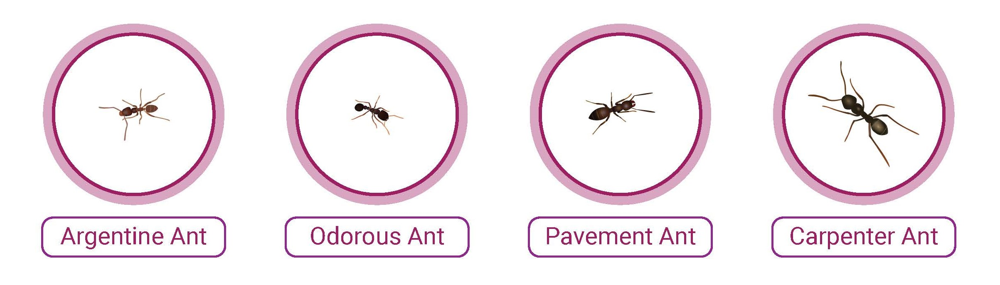 Argentine Ant
Odorous Ant
Pavement Ant
Carpenter Ant